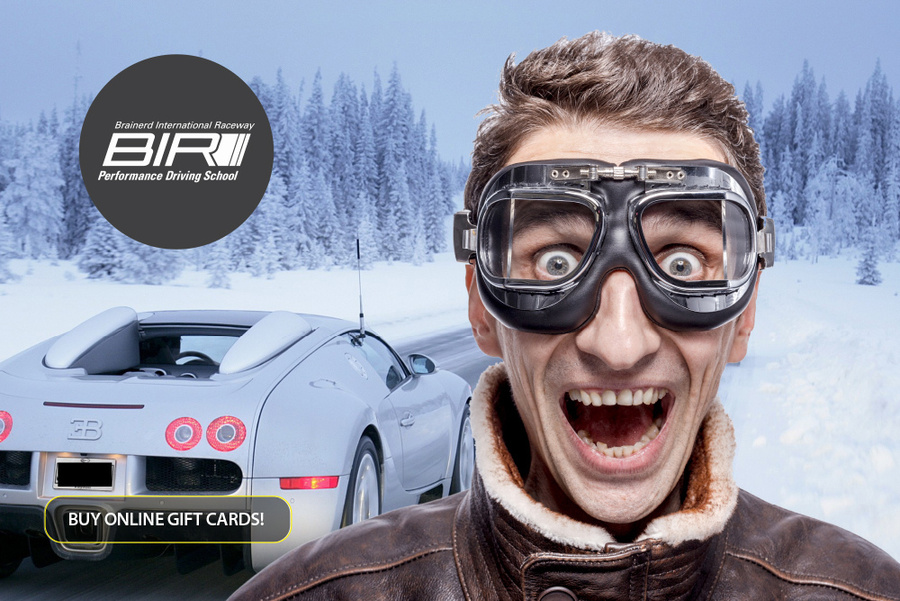 Brainerd International Raceway
BIR
Performance Driving School
EB
BUY ONLINE GIFT CARDS!